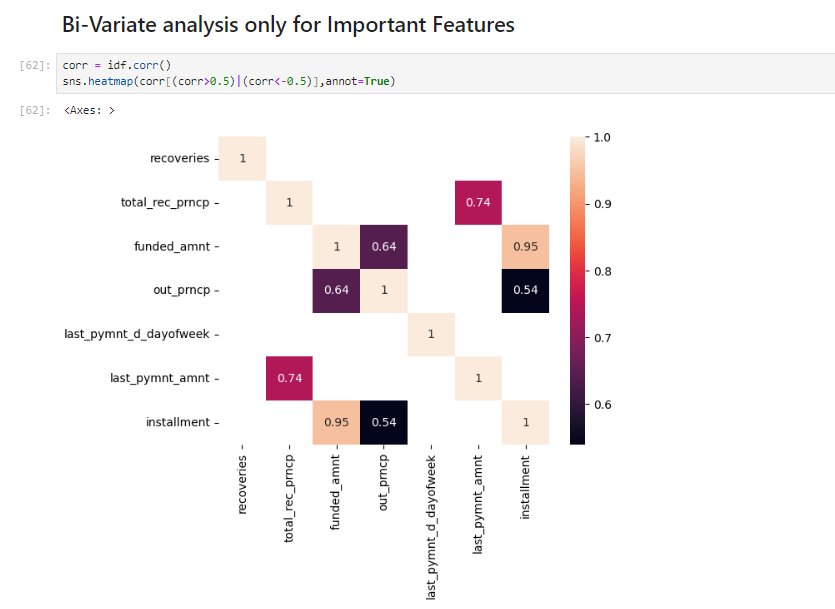 Bi-Variate analysis only for Important Features
[62]: corr = idf.corr()
sns.heatmap(corr[(corr>0.5)|(corr<-0.5)],annot=True)
[62]: <Axes: >
recoveries 1
total_rec_prncp 1 0.74
funded_amnt 1 0.64 0.95
out_prncp 0.64 1 0.54
last_pymnt_d_dayofweek 1
last_pymnt_amnt 0.74 1
installment 0.95 0.54 1
recoveries
total_rec_prncp
funded_amnt
out_prncp
last_pymnt_d_dayofweek
last_pymnt_amnt
installment
1.0
0.9
0.8
0.7
0.6